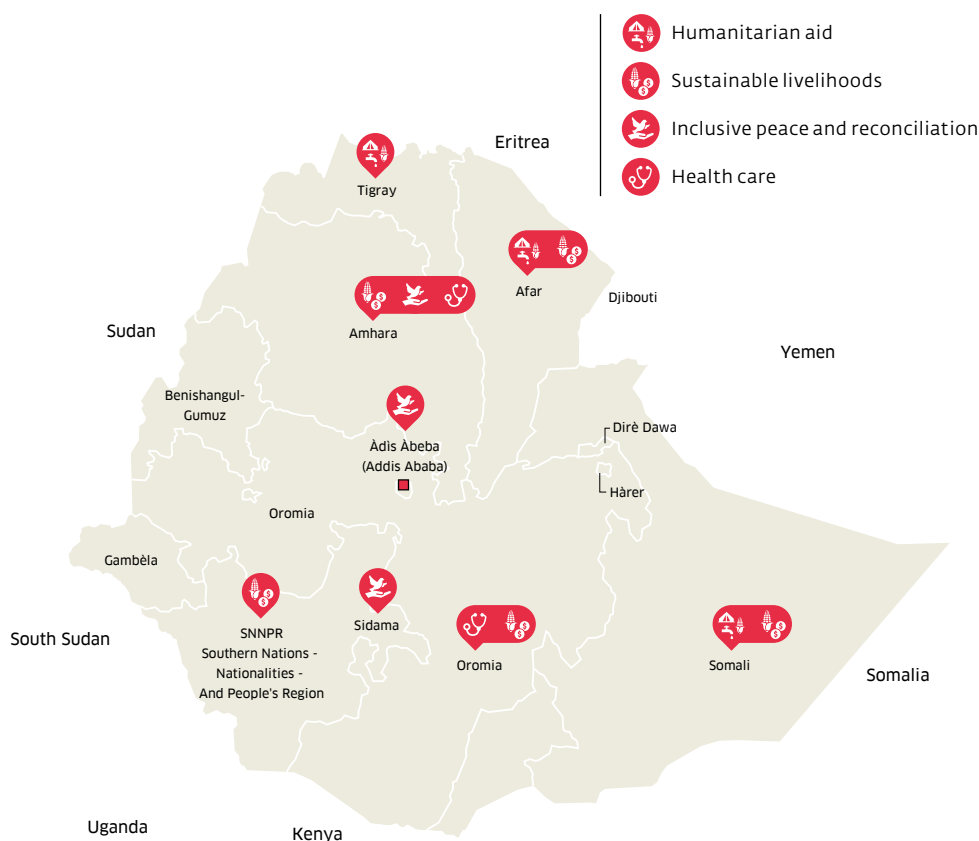 Humanitarian aid
Sustainable livelihoods
Inclusive peace and reconciliation
Health care
Eritrea
Tigray
Afar
Djibouti
Amhara
Sudan
Yemen
Benishangul-
Gumuz
Dirè Dawa
Àdìs Àbeba
(Addis Ababa)
Hàrer
Oromia
Gambèla
South Sudan
SNNPR
Southern Nations -
Nationalities -
And People's Region
Sidama
Oromia
Somali
Somalia
Uganda
Kenya